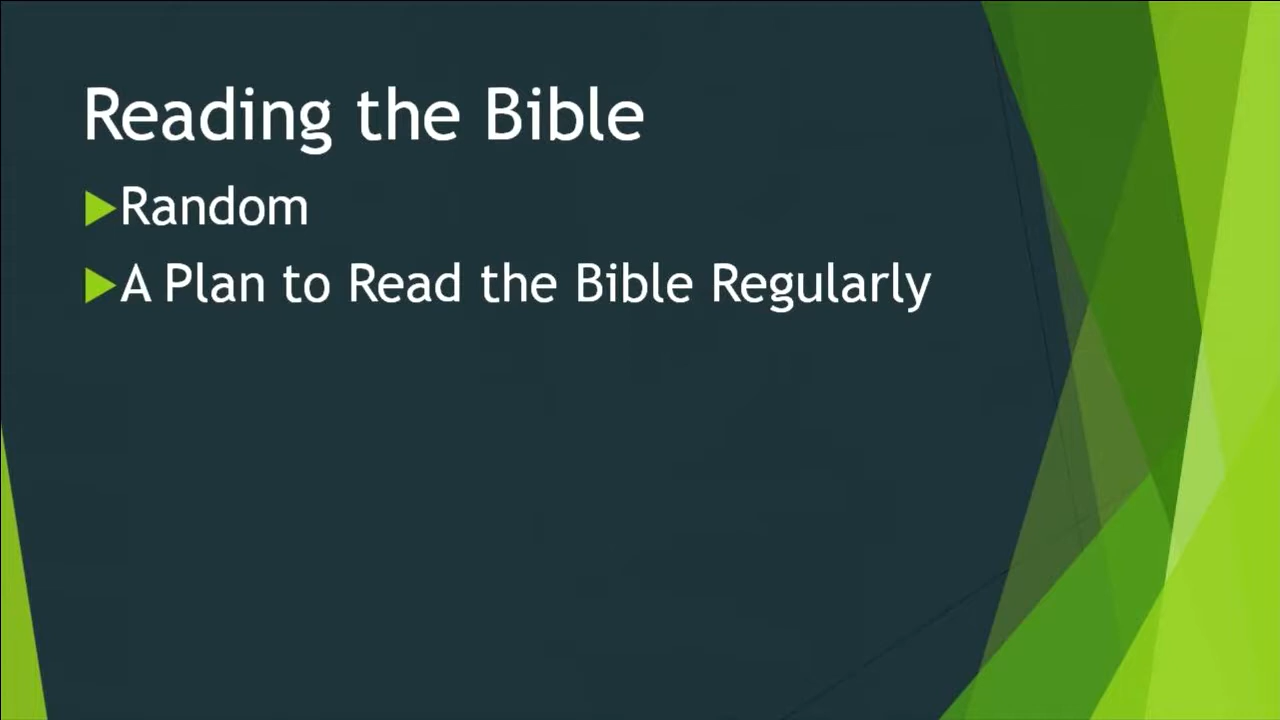 Reading the Bible
Random
A Plan to Read the Bible Regularly